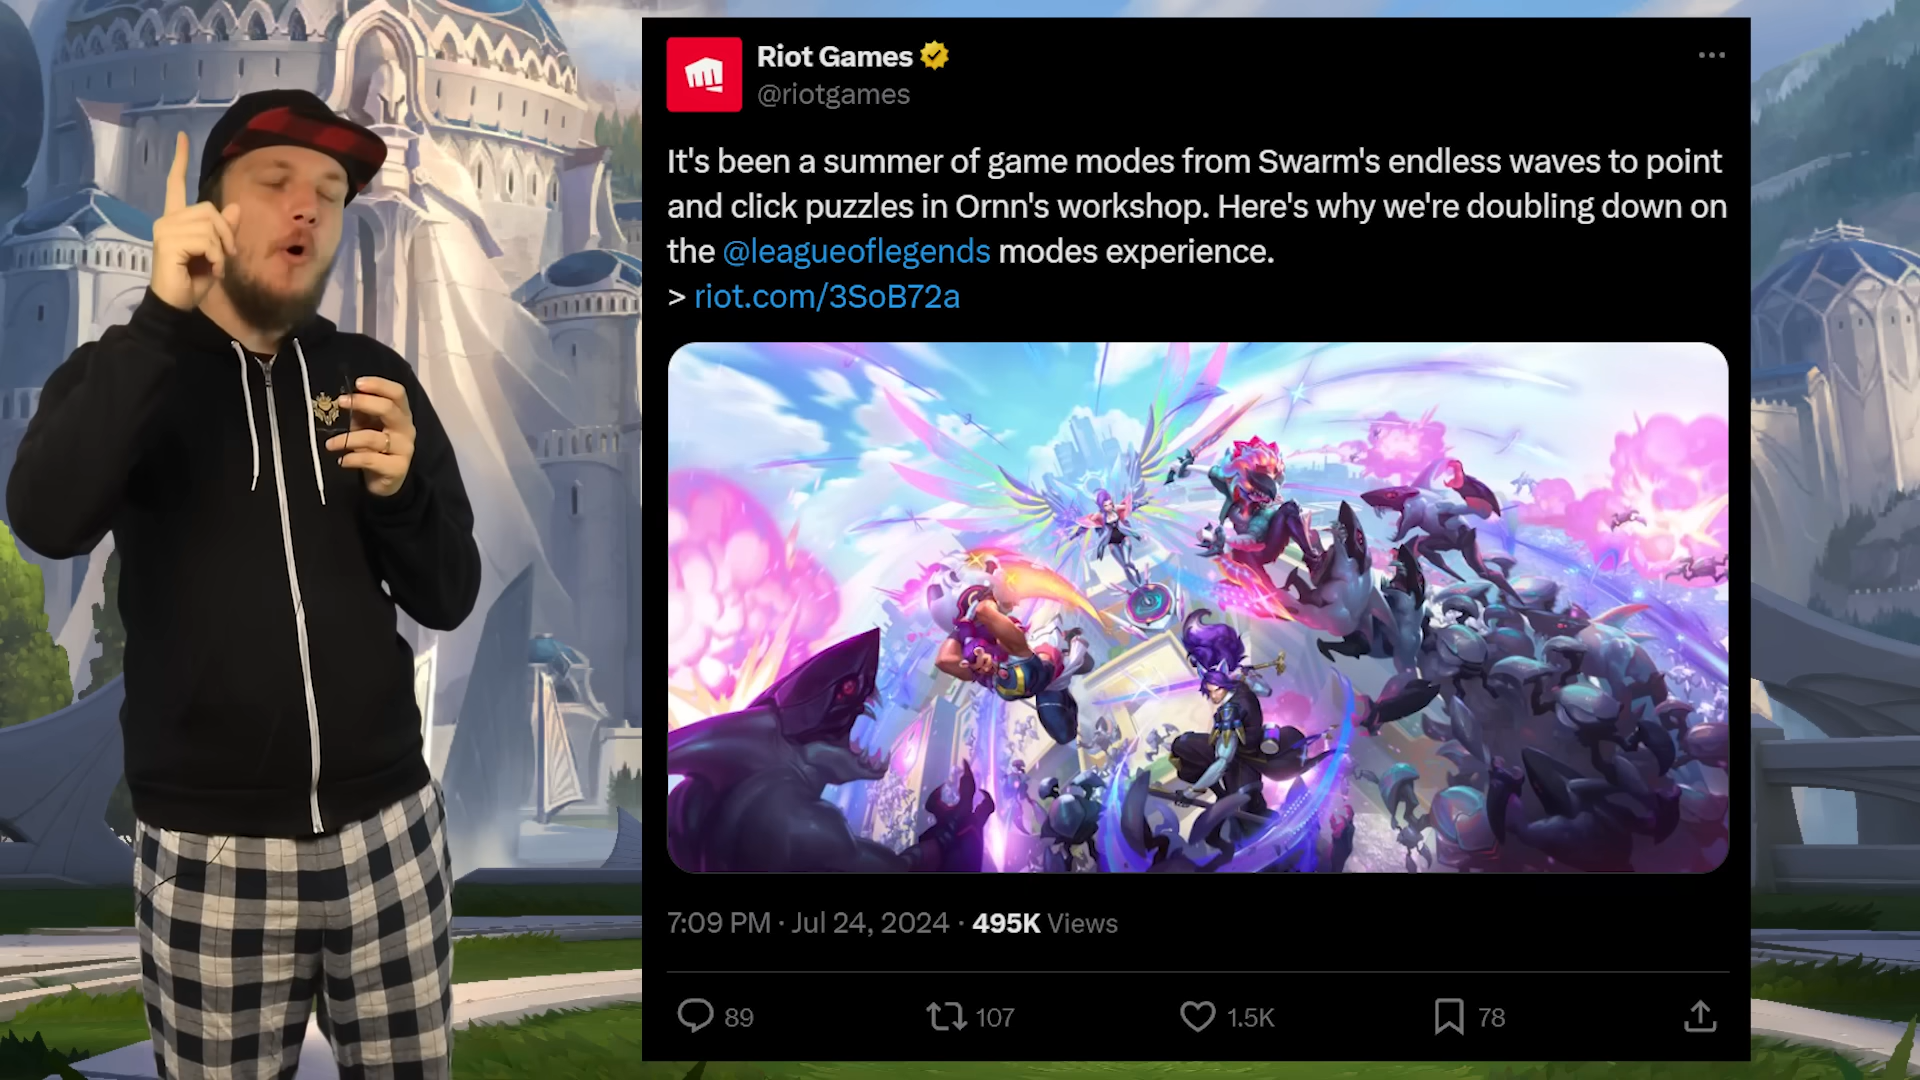 Riot Games
@riotgames
It's been a summer of game modes from Swarm's endless waves to point
and click puzzles in Ornn's workshop. Here's why we're doubling down on
the @leagueoflegends modes experience.
> riot.com/3SoB72a
7:09 PM · Jul 24, 2024 · 495K Views
89 107 1.5K 78